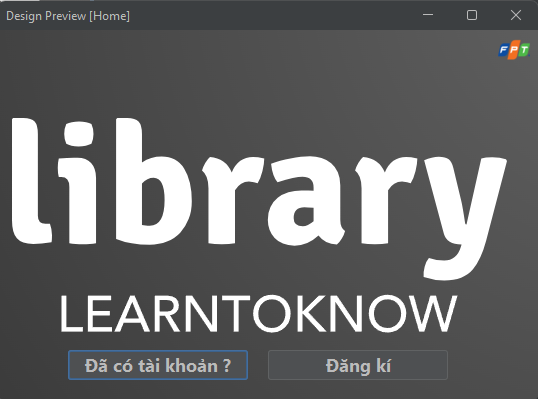 Design Preview [Home]
FPT
library
LEARNTOKNOW
Đã có tài khoản ?
Đăng kí